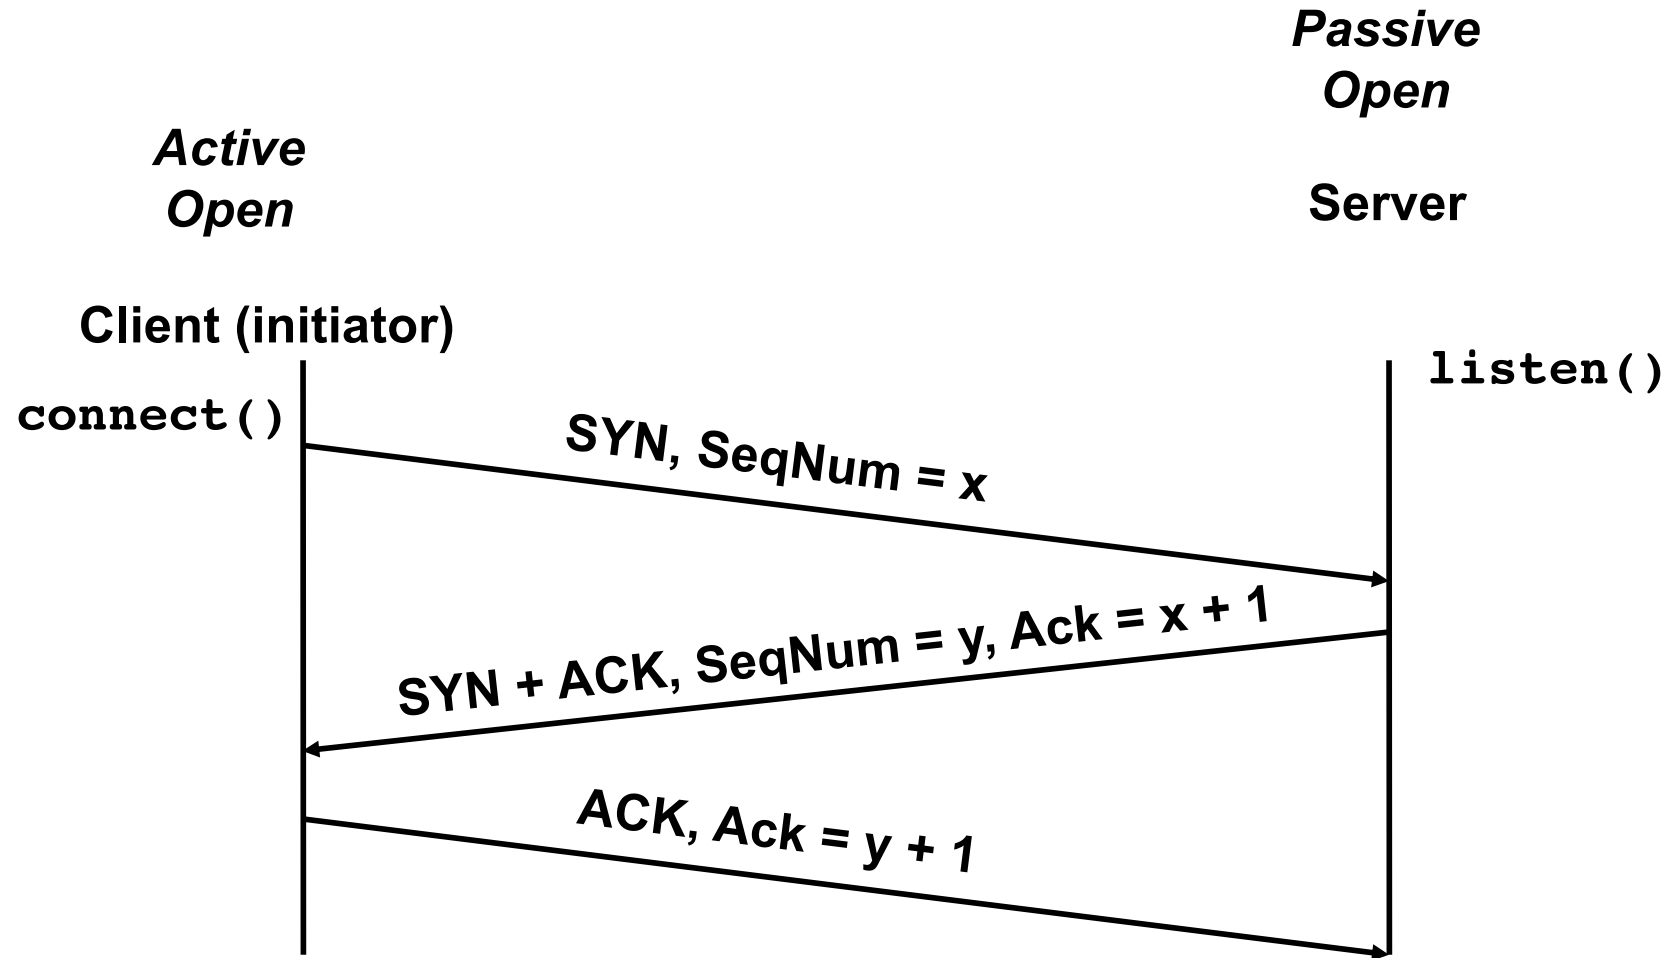 Passive
Open
Active
Open
Server
Client (initiator)
listen()
connect()
SYN, SeqNum = x
SYN + ACK, SeqNum = y, Ack = x + 1
ACK, Ack = y + 1